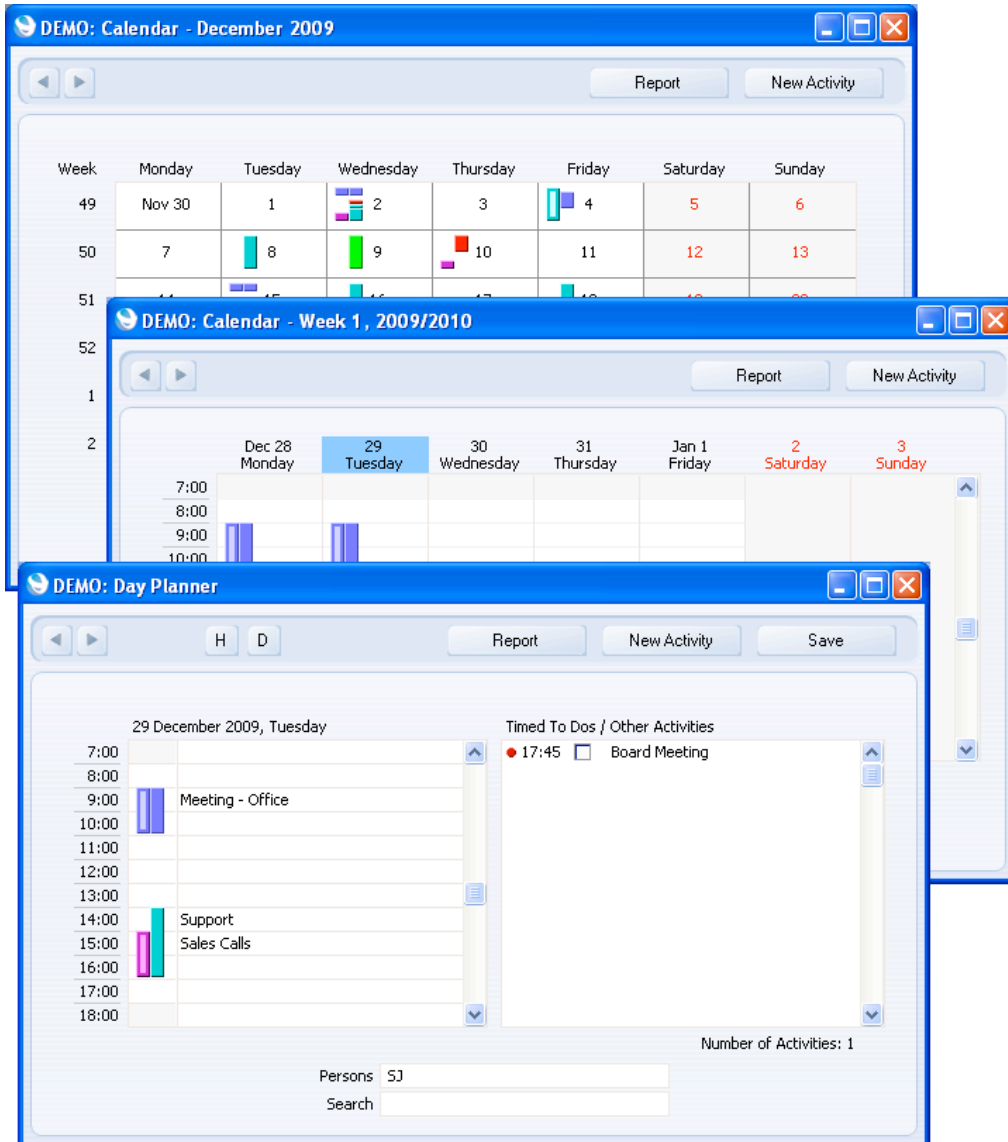 DEMO: Calendar - December 2009
Report New Activity
Week Monday Tuesday Wednesday Thursday Friday Saturday Sunday
49 Nov 30 1 2 3 4 5 6
50 7 8 9 10 11 12 13
51
DEMO: Calendar - Week 1, 2009/2010
52
Report New Activity
1
2
Dec 28 29 30 31 Jan 1 2 3
Monday Tuesday Wednesday Thursday Friday Saturday Sunday
7:00
8:00
9:00
10:00
DEMO: Day Planner
H D Report New Activity Save
29 December 2009, Tuesday Timed To Dos / Other Activities
7:00 17:45 Board Meeting
8:00
9:00 Meeting - Office
10:00
11:00
12:00
13:00
14:00 Support
15:00 Sales Calls
16:00
17:00
18:00
Number of Activities: 1
Persons SJ
Search